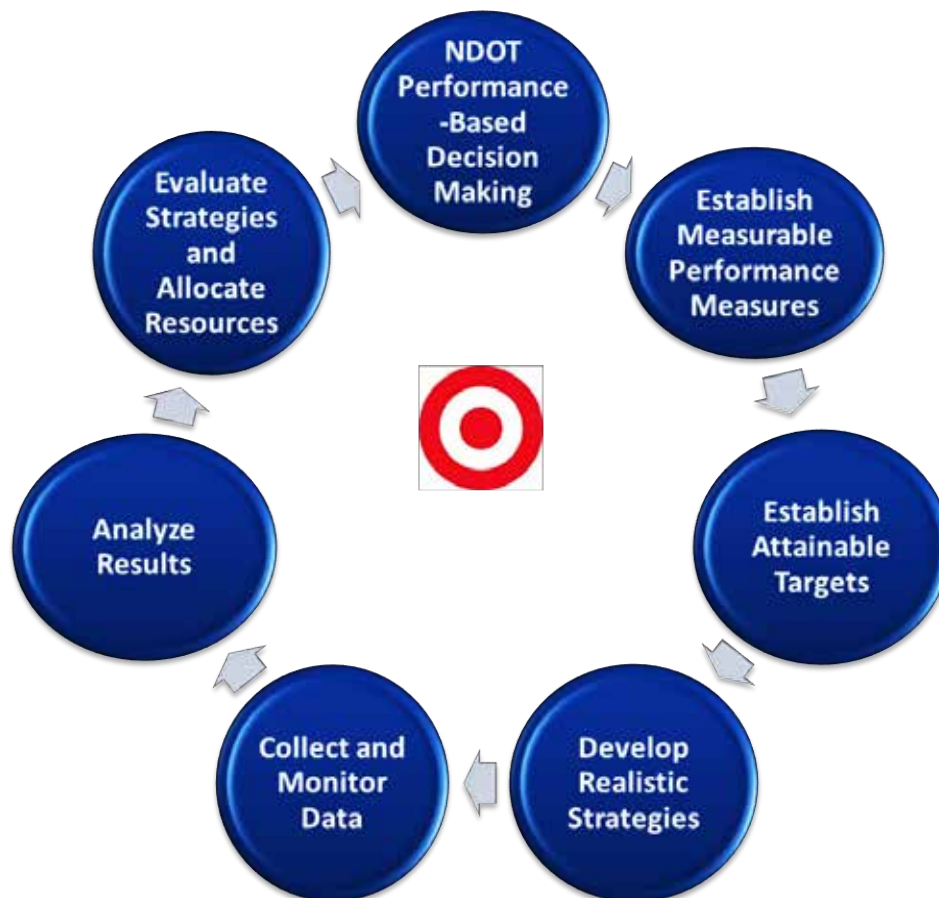 NDOT
Performance
-Based
Decision
Making
Establish
Measurable
Performance
Measures
Establish
Attainable
Targets
Develop
Realistic
Strategies
Collect and
Monitor
Data
Analyze
Results
Evaluate
Strategies
and
Allocate
Resources